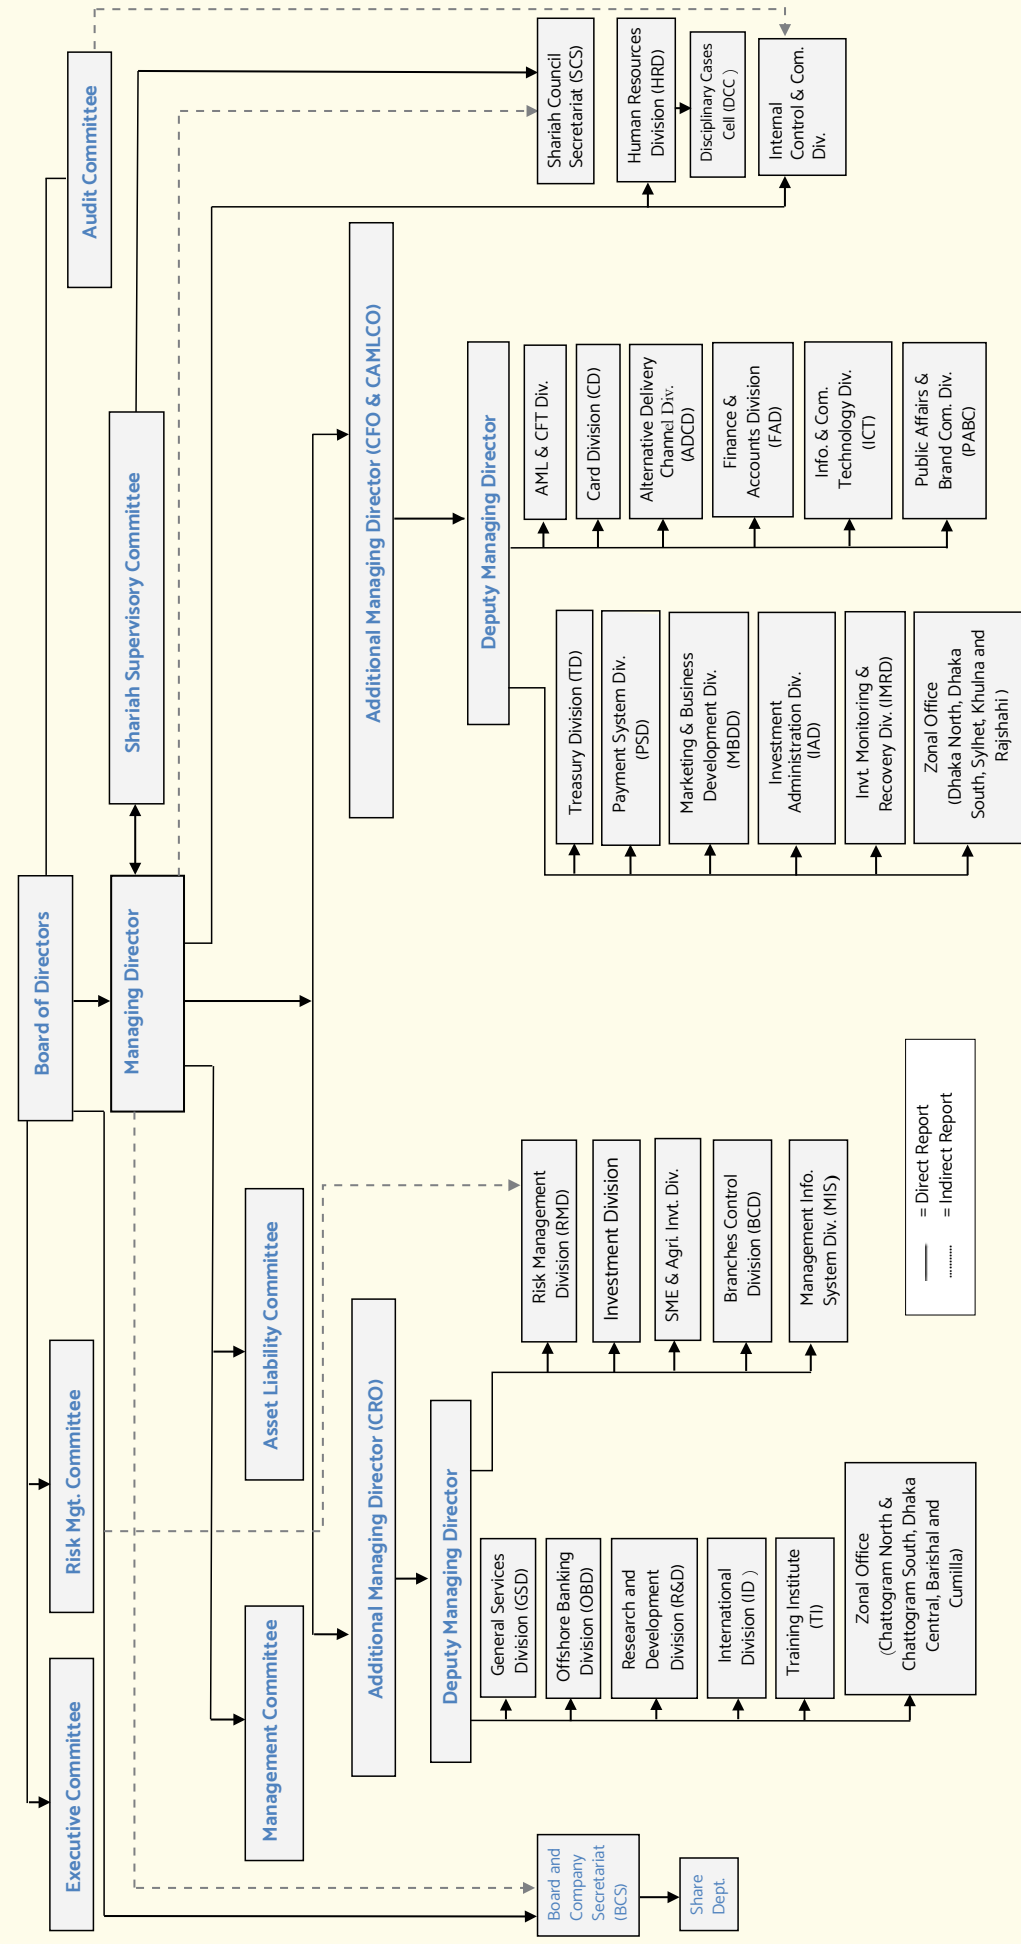 Board of Directors
Executive Committee
Risk Mgt. Committee
Audit Committee
Managing Director
Shariah Supervisory Committee
Management Committee
Asset Liability Committee
Additional Managing Director (CRO)
Additional Managing Director (CFO & CAMLCO)
Deputy Managing Director
Deputy Managing Director
Board and
Company
Secretariat
(BCS)
Share
Dept.
General Services
Division (GSD)
Offshore Banking
Division (OBD)
Research and
Development
Division (R&D)
International
Division (ID )
Training Institute
(TI)
Zonal Office
(Chattogram North &
Chattogram South, Dhaka
Central, Barishal and
Cumilla)
Risk Management
Division (RMD)
Investment Division
SME & Agri. Invt. Div.
Branches Control
Division (BCD)
Management Info.
System Div. (MIS)
Treasury Division (TD)
Payment System Div.
(PSD)
Marketing & Business
Development Div.
(MBDD)
Investment
Administration Div.
(IAD)
Invt. Monitoring &
Recovery Div. (IMRD)
Zonal Office
(Dhaka North, Dhaka
South, Sylhet, Khulna and
Rajshahi )
AML & CFT Div.
Card Division (CD)
Alternative Delivery
Channel Div.
(ADCD)
Finance &
Accounts Division
(FAD)
Info. & Com.
Technology Div.
(ICT)
Public Affairs &
Brand Com. Div.
(PABC)
Shariah Council
Secretariat (SCS)
Human Resources
Division (HRD)
Disciplinary Cases
Cell (DCC )
Internal
Control & Com.
Div.
= Direct Report
= Indirect Report